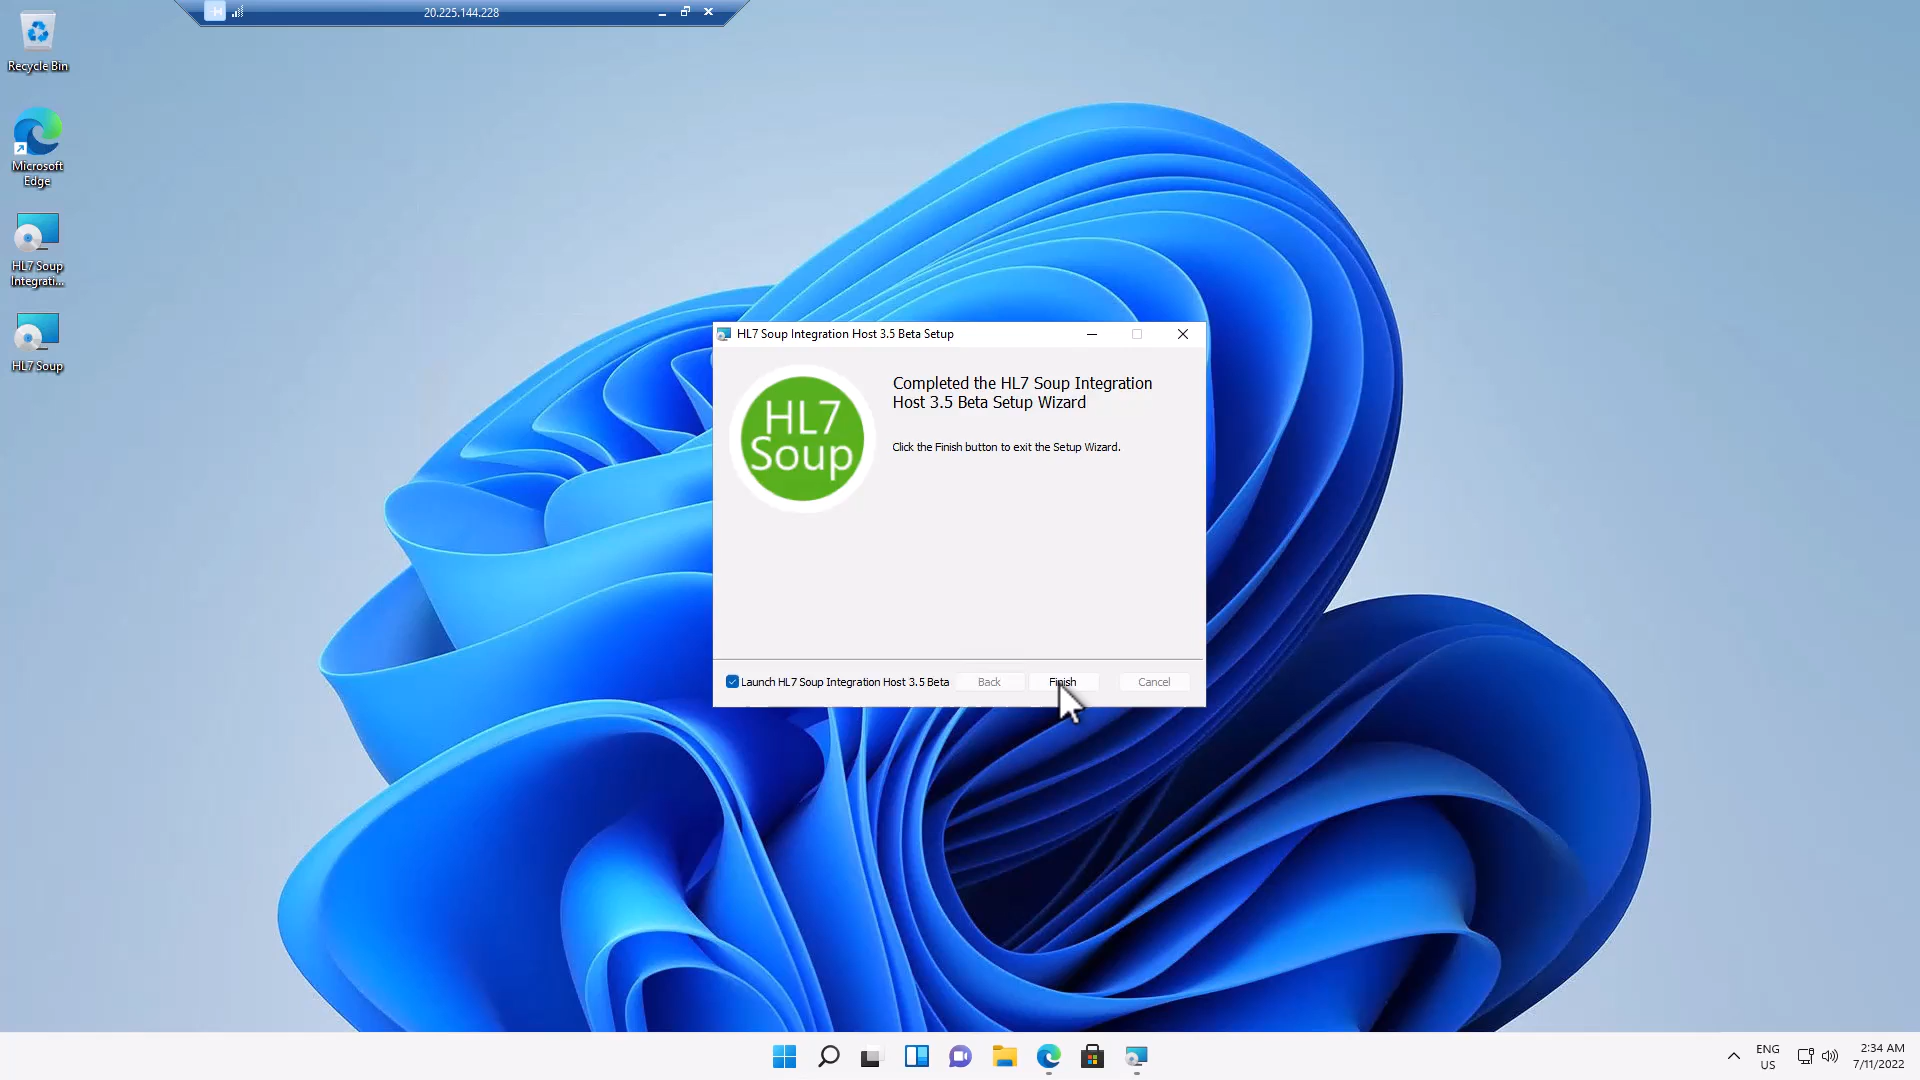 20.225.144.228
Recycle Bin
Microsoft
Edge
HL7 Soup
Integrati...
HL7 Soup
HL7 Soup Integration Host 3.5 Beta Setup
HL7
Soup
Completed the HL7 Soup Integration
Host 3.5 Beta Setup Wizard
Click the Finish button to exit the Setup Wizard.
Launch HL7 Soup Integration Host 3.5 Beta
Back
Finish
Cancel
ENG
US
2:34 AM
7/11/2022